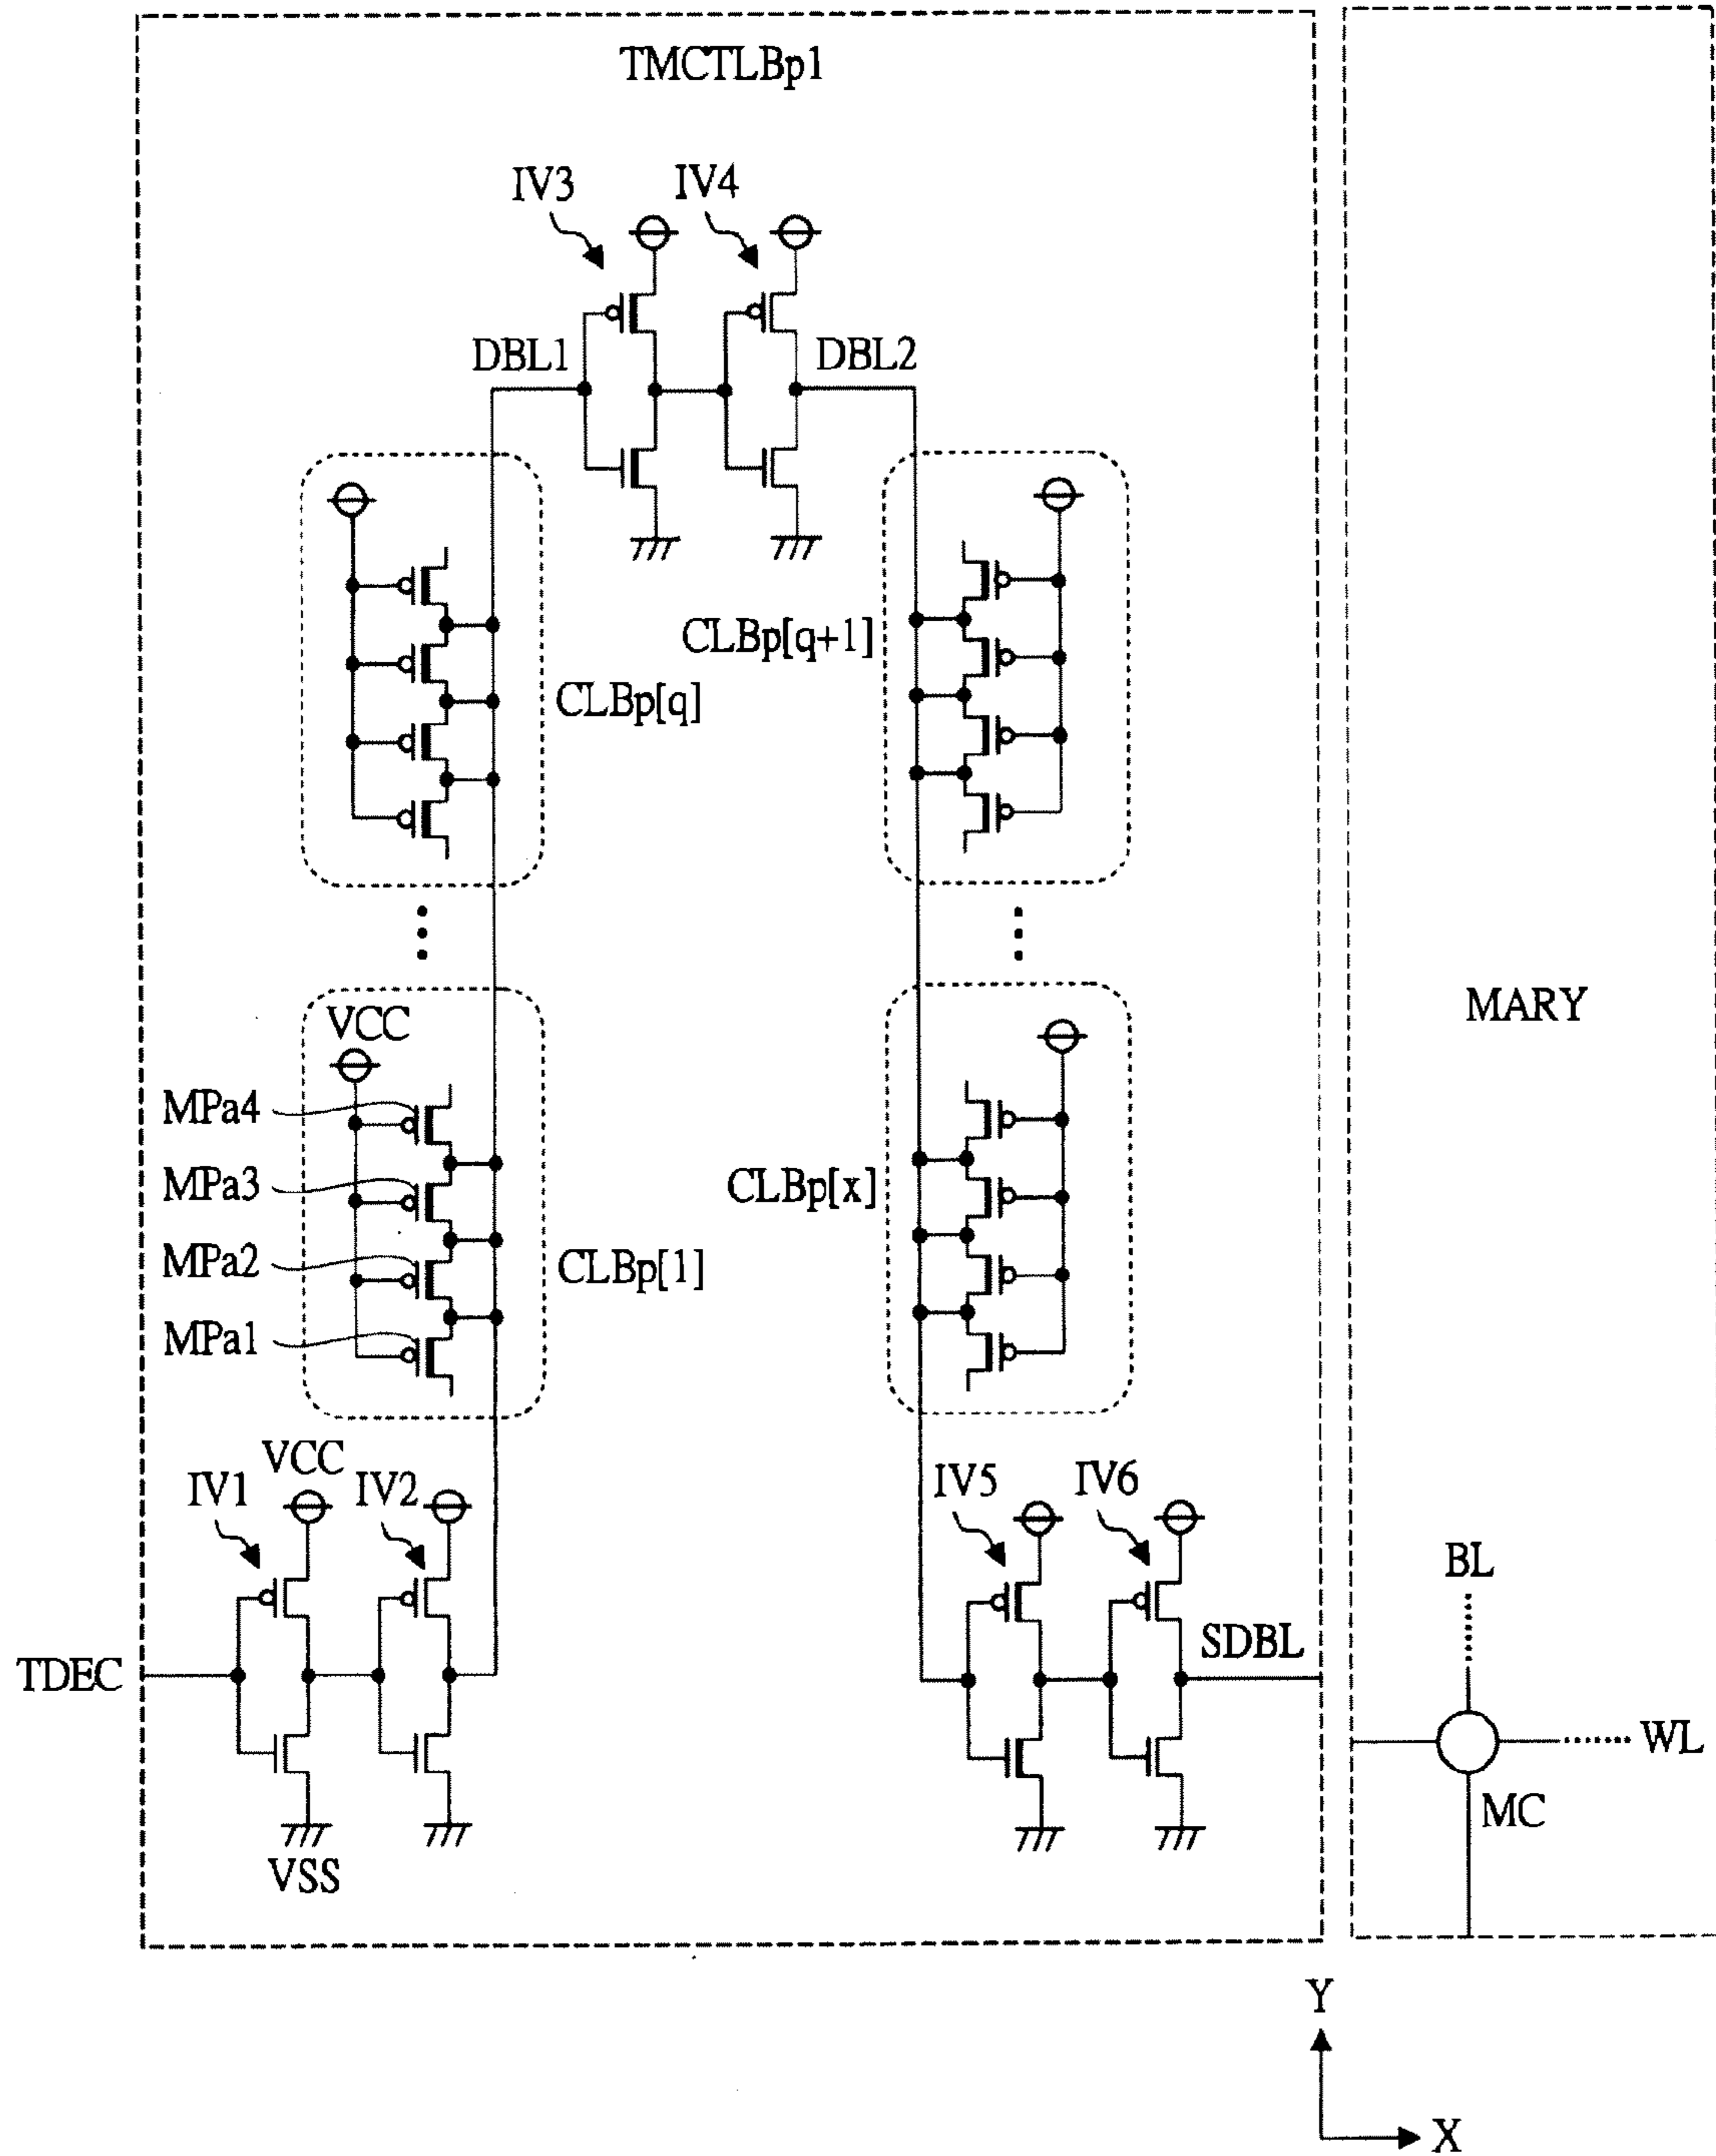 TMCTLBp1
IV3
IV4
DBL1
DBL2
CLBp[q]
CLBp[q+1]
VCC
MPa4
MPa3
MPa2
MPa1
CLBp[1]
CLBp[x]
MARY
VCC
IV1
IV2
IV5
IV6
TDEC
SDBL
VSS
BL
WL
MC
Y
X